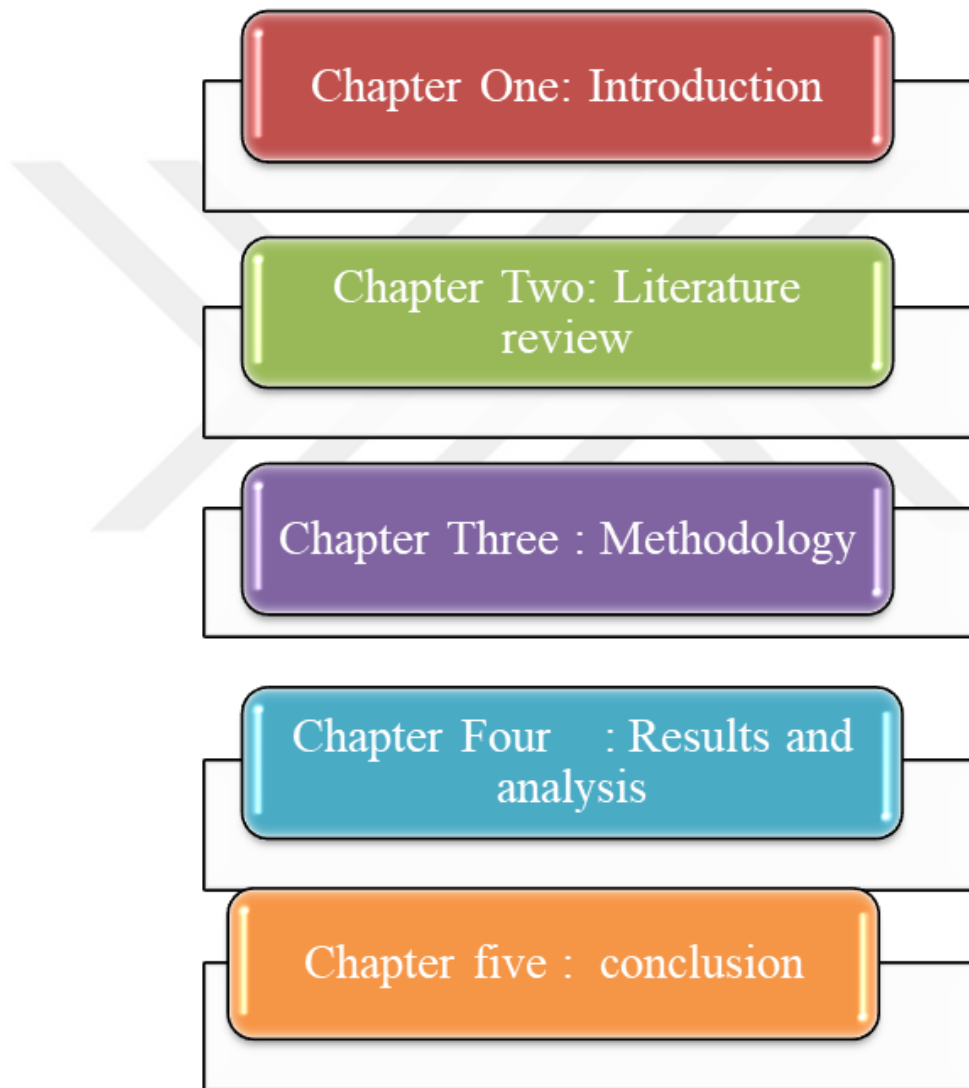 Chapter One: Introduction
Chapter Two: Literature
review
Chapter Three : Methodology
Chapter Four : Results and
analysis
Chapter five : conclusion